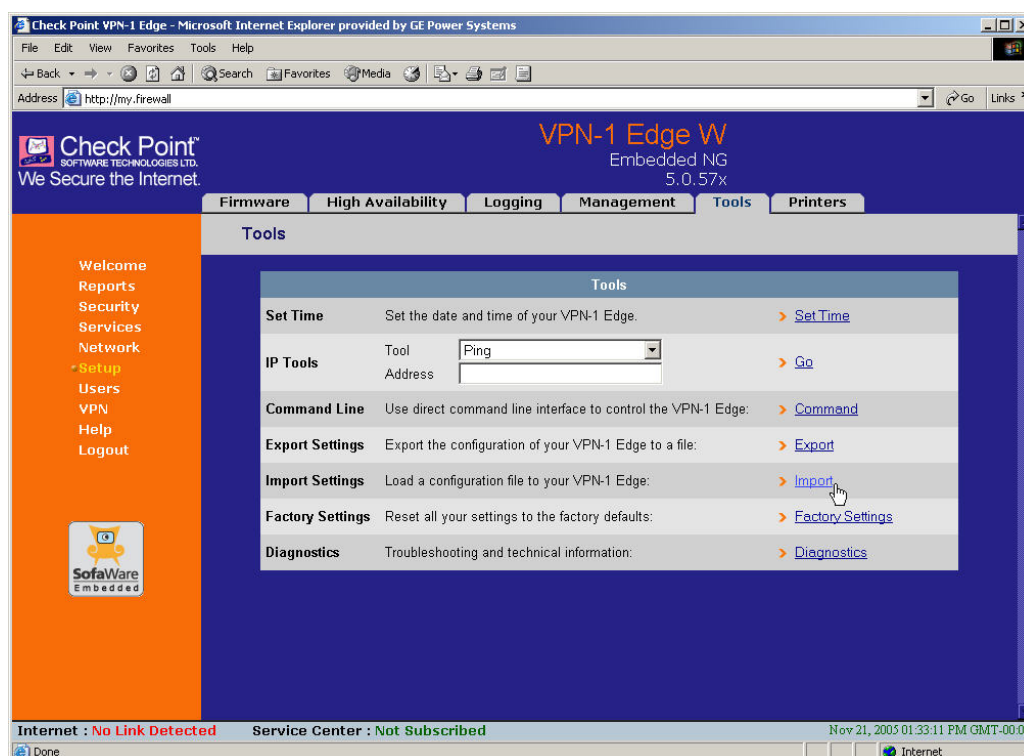 Check Point VPN-1 Edge - Microsoft Internet Explorer provided by GE Power Systems
File Edit View Favorites Tools Help
Back Search Favorites Media
Address http://my.firewall Go Links
Check Point™
SOFTWARE TECHNOLOGIES LTD.
We Secure the Internet.
VPN-1 Edge W
Embedded NG
5.0.57x
Firmware High Availability Logging Management Tools Printers
Tools
Welcome
Reports
Security
Services
Network
Setup
Users
VPN
Help
Logout
SofaWare
Embedded
Tools
Set Time Set the date and time of your VPN-1 Edge. Set Time
IP Tools Tool Ping Go
Address
Command Line Use direct command line interface to control the VPN-1 Edge: Command
Export Settings Export the configuration of your VPN-1 Edge to a file: Export
Import Settings Load a configuration file to your VPN-1 Edge: Import
Factory Settings Reset all your settings to the factory defaults: Factory Settings
Diagnostics Troubleshooting and technical information: Diagnostics
Internet : No Link Detected Service Center : Not Subscribed Nov 21, 2005 01:33:11 PM GMT-00:0
Done Internet